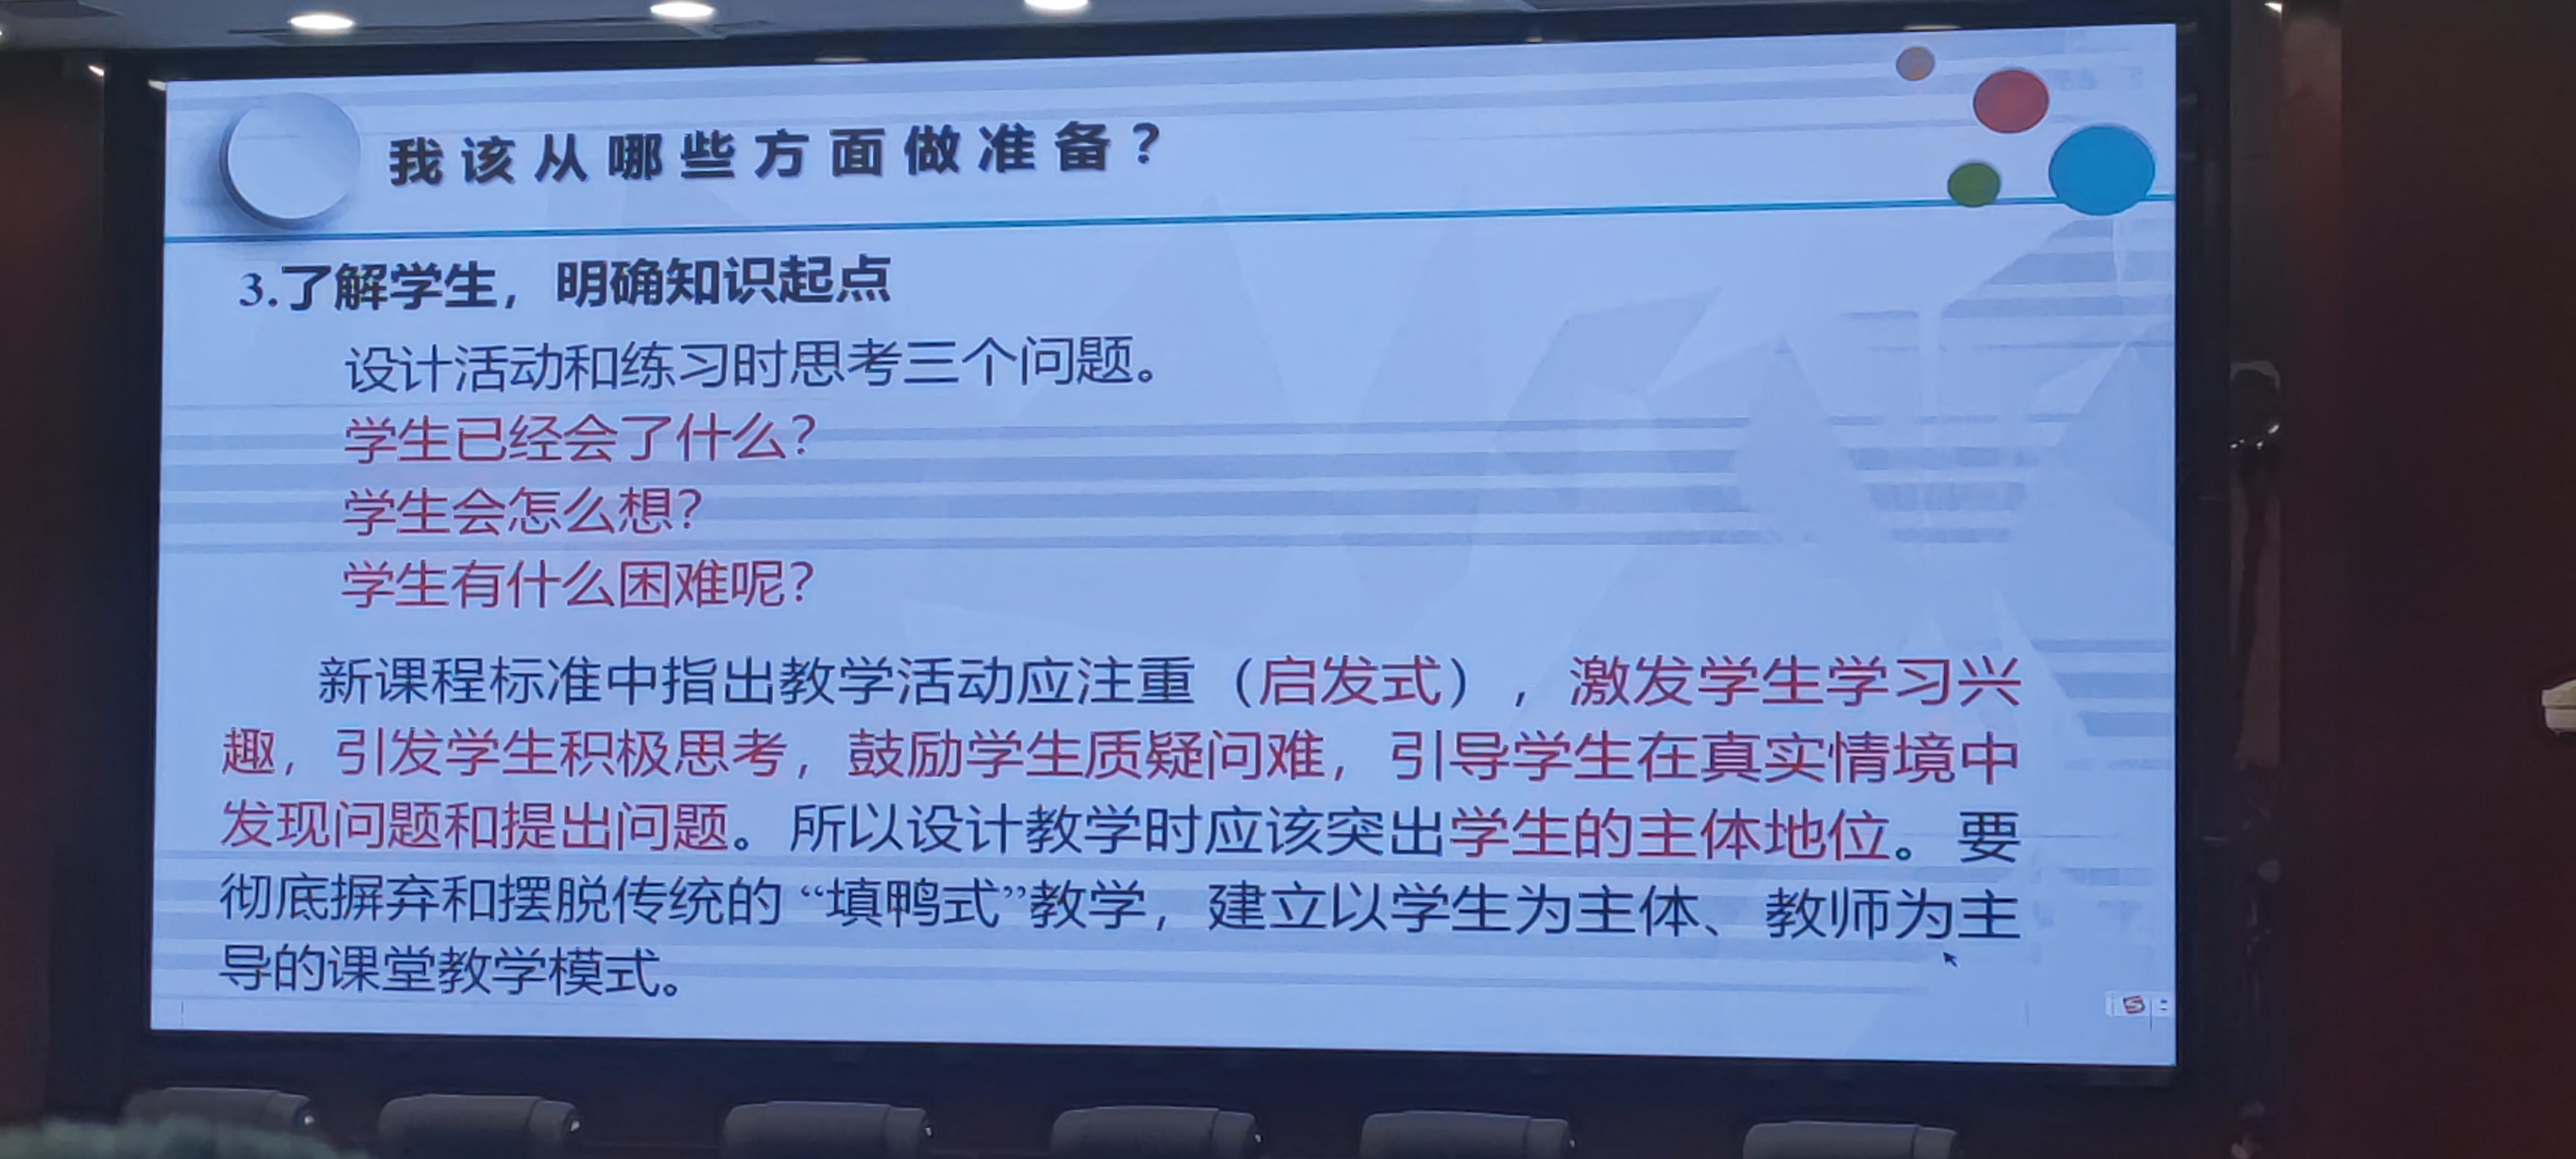 我该从哪些方面做准备？
3.了解学生，明确知识起点
设计活动和练习时思考三个问题。
学生已经会了什么？
学生会怎么想？
学生有什么困难呢？
新课程标准中指出教学活动应注重（启发式），激发学生学习兴
趣，引发学生积极思考，鼓励学生质疑问难，引导学生在真实情境中
发现问题和提出问题。所以设计教学时应该突出学生的主体地位。要
彻底摒弃和摆脱传统的“填鸭式”教学，建立以学生为主体、教师为主
导的课堂教学模式。